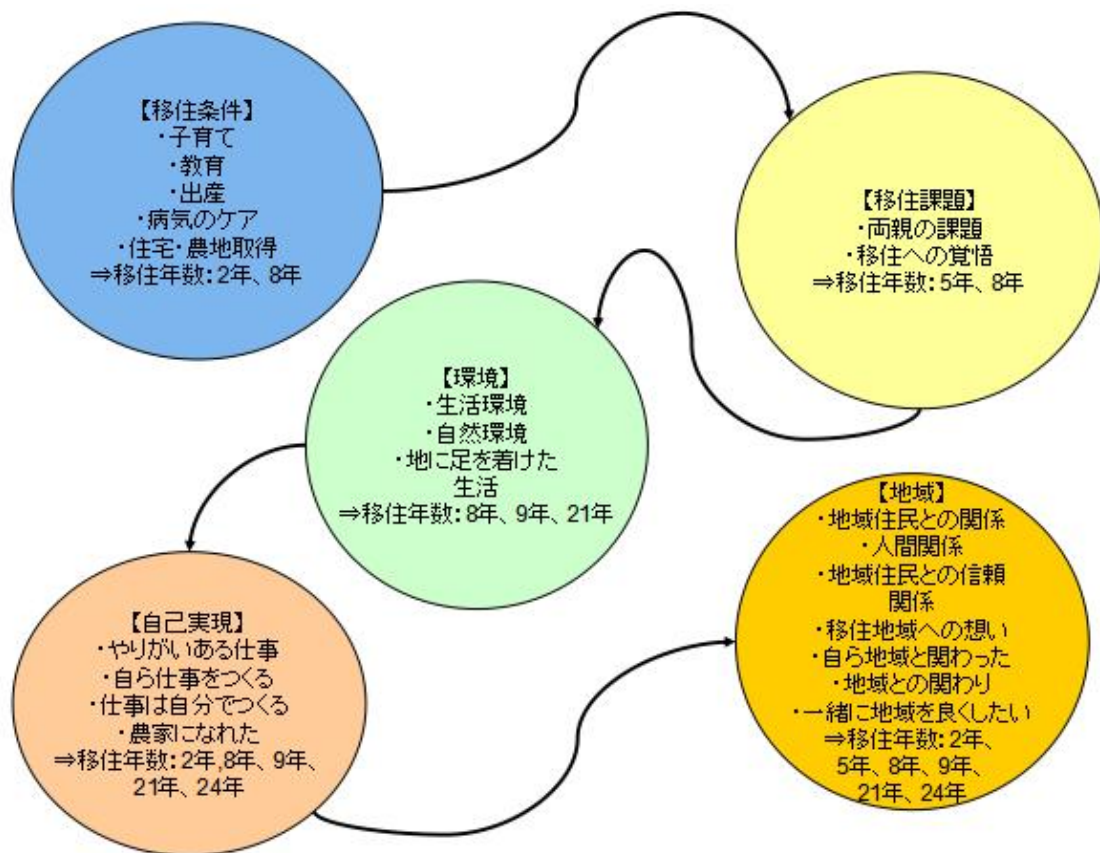 【移住条件】
・子育て
・教育
・出産
・病気のケア
・住宅・農地取得
⇒移住年数：2年、8年
【移住課題】
・両親の課題
・移住への覚悟
⇒移住年数：5年、8年
【環境】
・生活環境
・自然環境
・地に足を着けた
生活
⇒移住年数：8年、9年、21年
【自己実現】
・やりがいある仕事
・自ら仕事をつくる
・仕事は自分でつくる
・農家になれた
⇒移住年数：2年,8年、9年、
21年、24年
【地域】
・地域住民との関係
・人間関係
・地域住民との信頼
関係
・移住地域への想い
・自ら地域と関わった
・地域との関わり
・一緒に地域を良くしたい
⇒移住年数：2年、
5年、8年、9年、
21年、24年